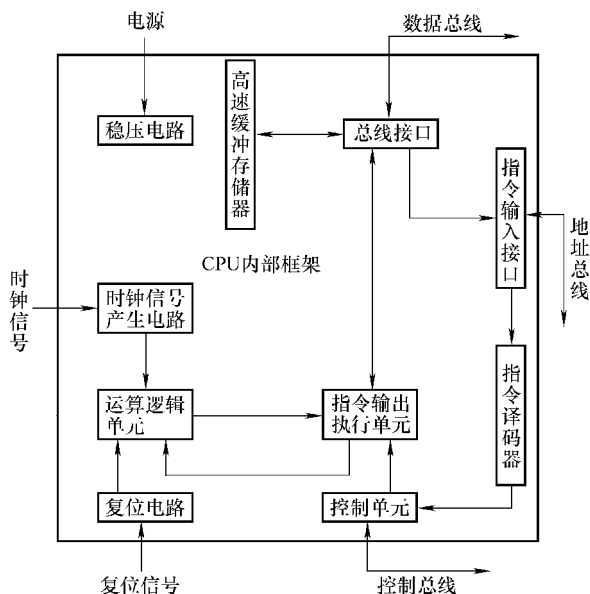 电源
数据总线
稳压电路
高速缓冲存储器
总线接口
指令输入接口
地址总线
CPU内部框架
时钟信号
时钟信号
产生电路
指令译码器
运算逻辑
单元
指令输出
执行单元
复位电路
控制单元
复位信号
控制总线